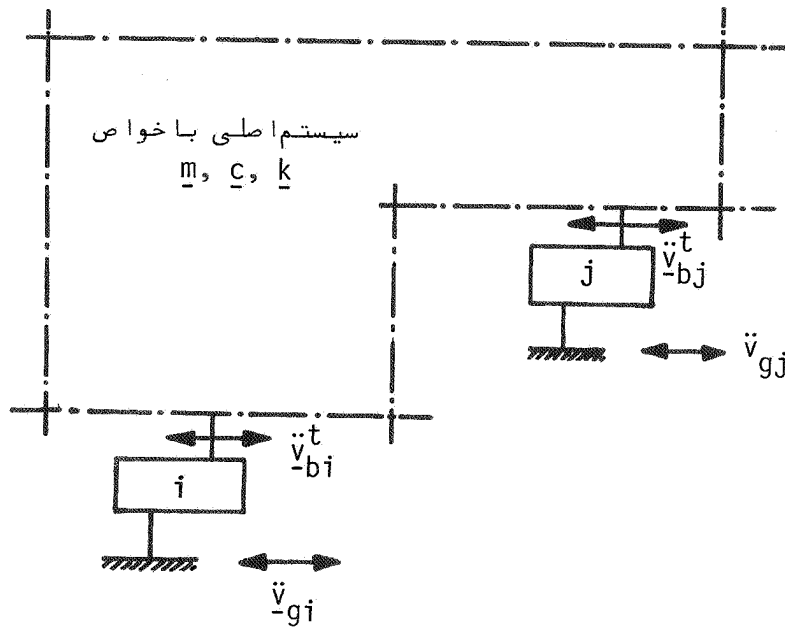 سیستم اصلی با خواص
m, c, k
j
v̈ᵗbj
v̈gj
v̈ᵗbi
i
v̈gi